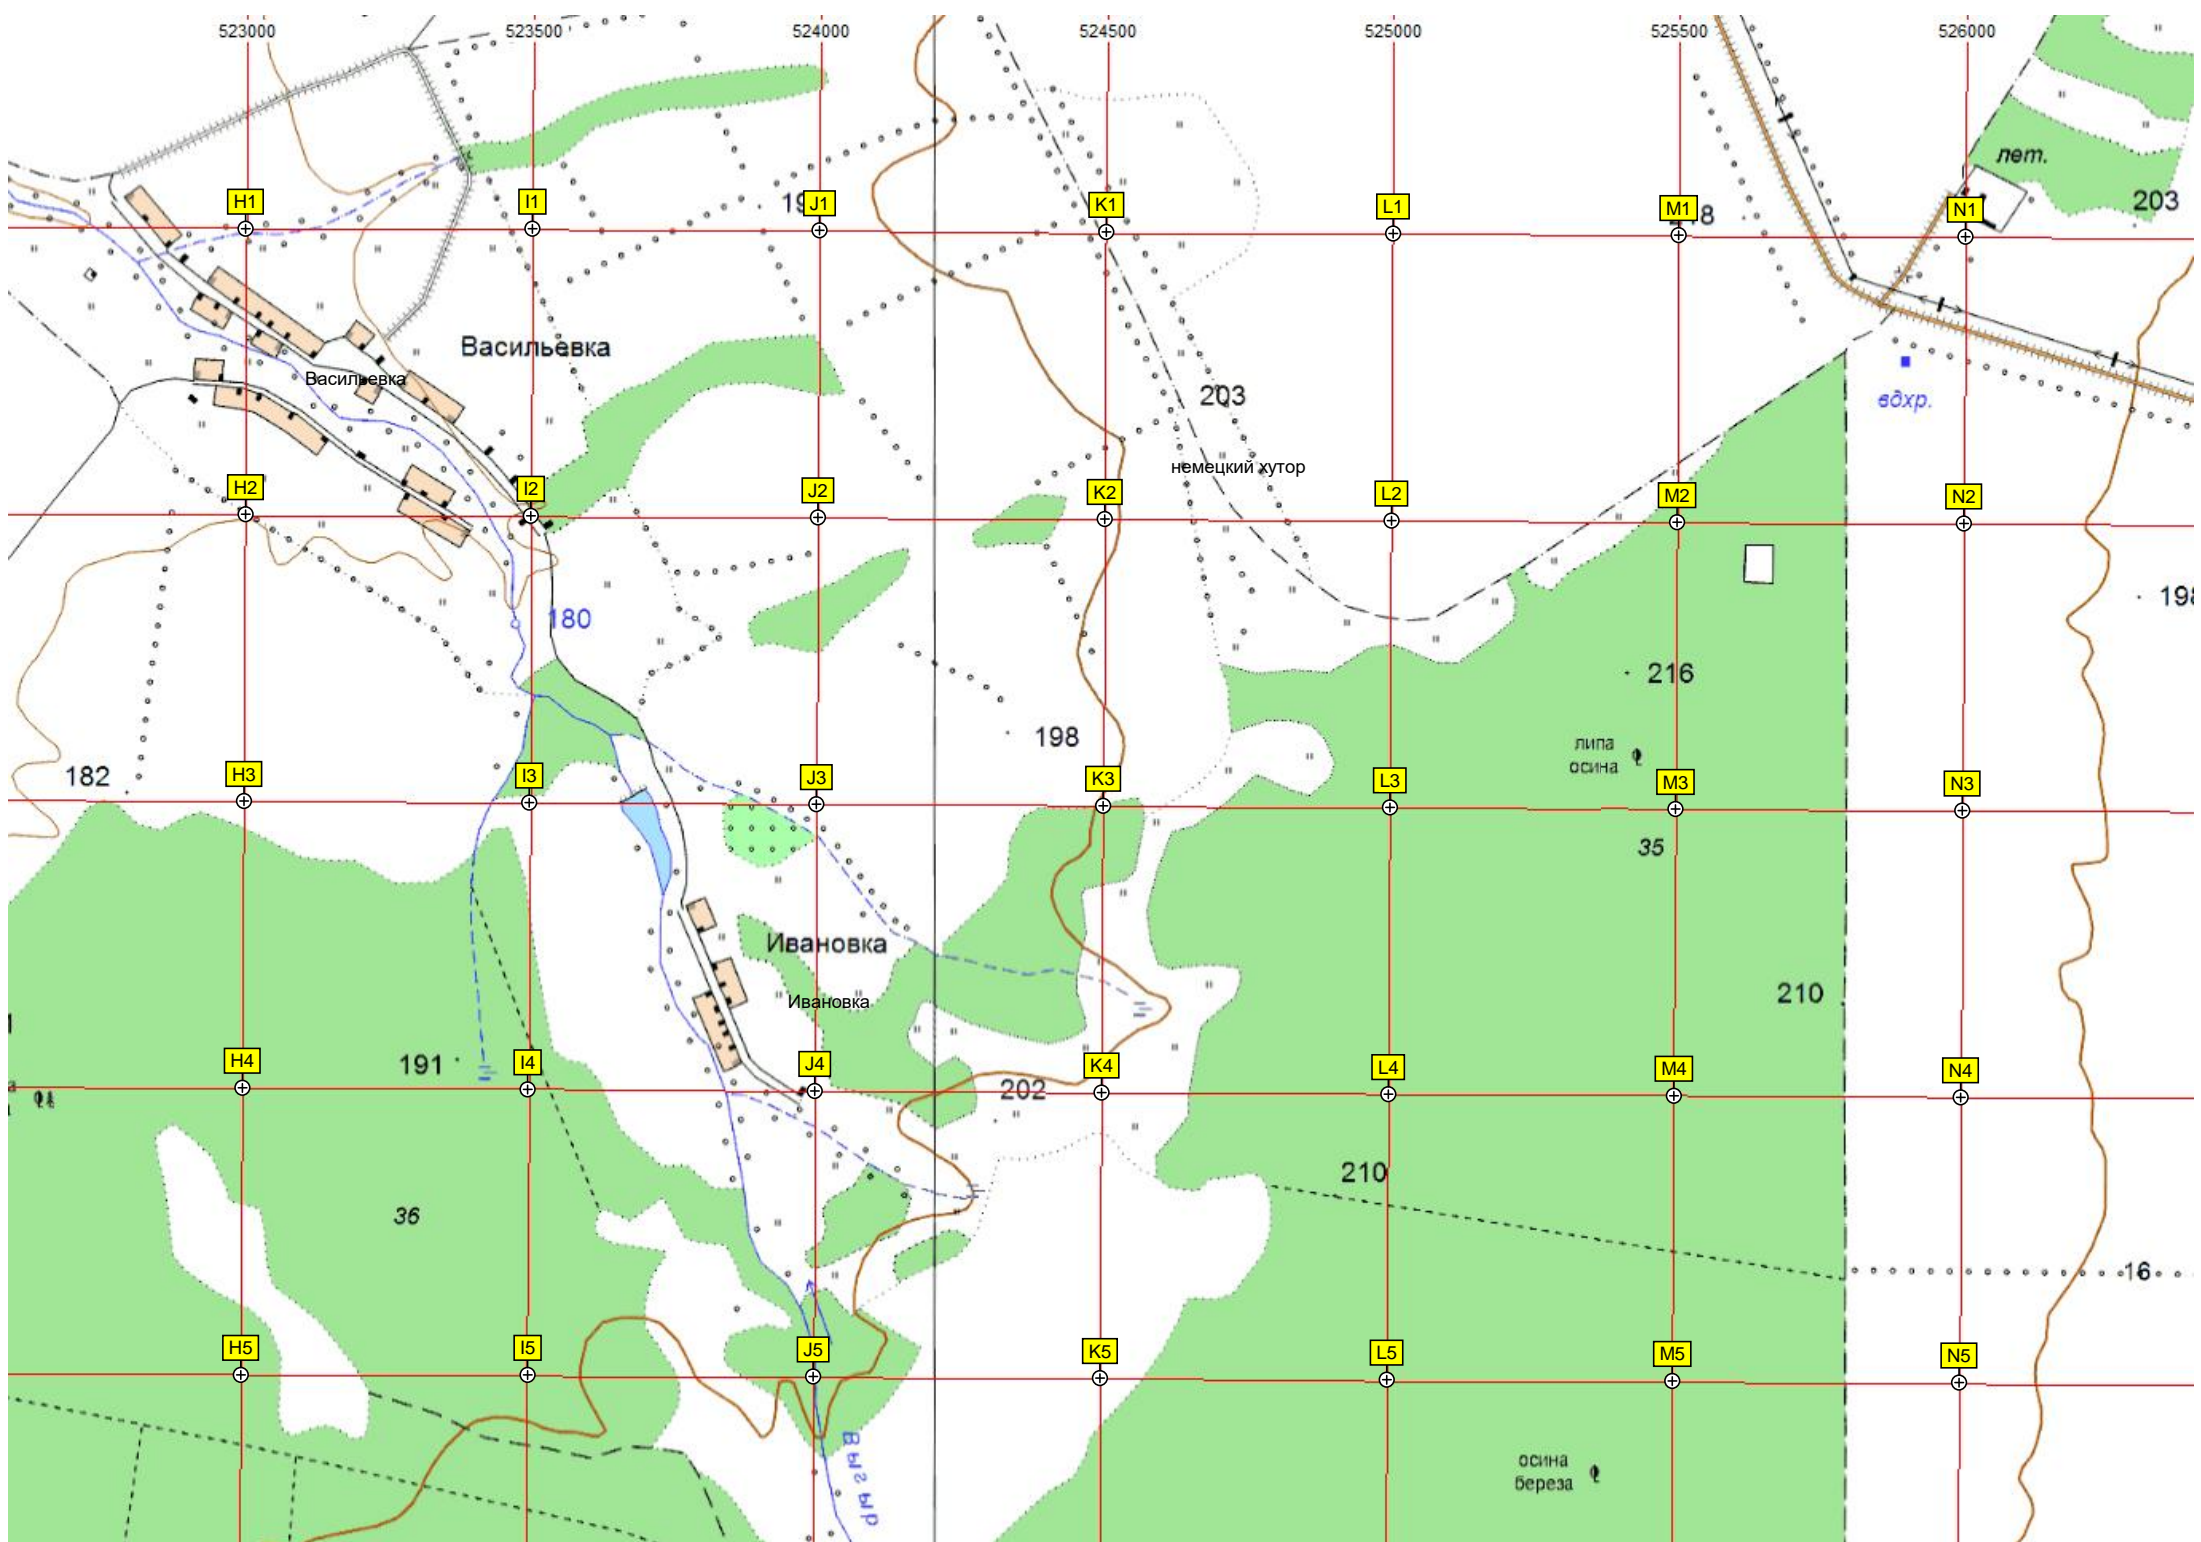 523000 523500 524000 524500 525000 525500 526000
лет.
203
H1 I1 J1 K1 L1 M1 N1
Васильевка
Васильевка
203
вдхр.
немецкий хутор
H2 I2 J2 K2 L2 M2 N2
180
198
216
198
липа
осина
182
H3 I3 J3 K3 L3 M3 N3
35
Ивановка
210
Ивановка
191
H4 I4 J4 K4 L4 M4 N4
202
210
36
16
H5 I5 J5 K5 L5 M5 N5
осина
береза
Выгыр